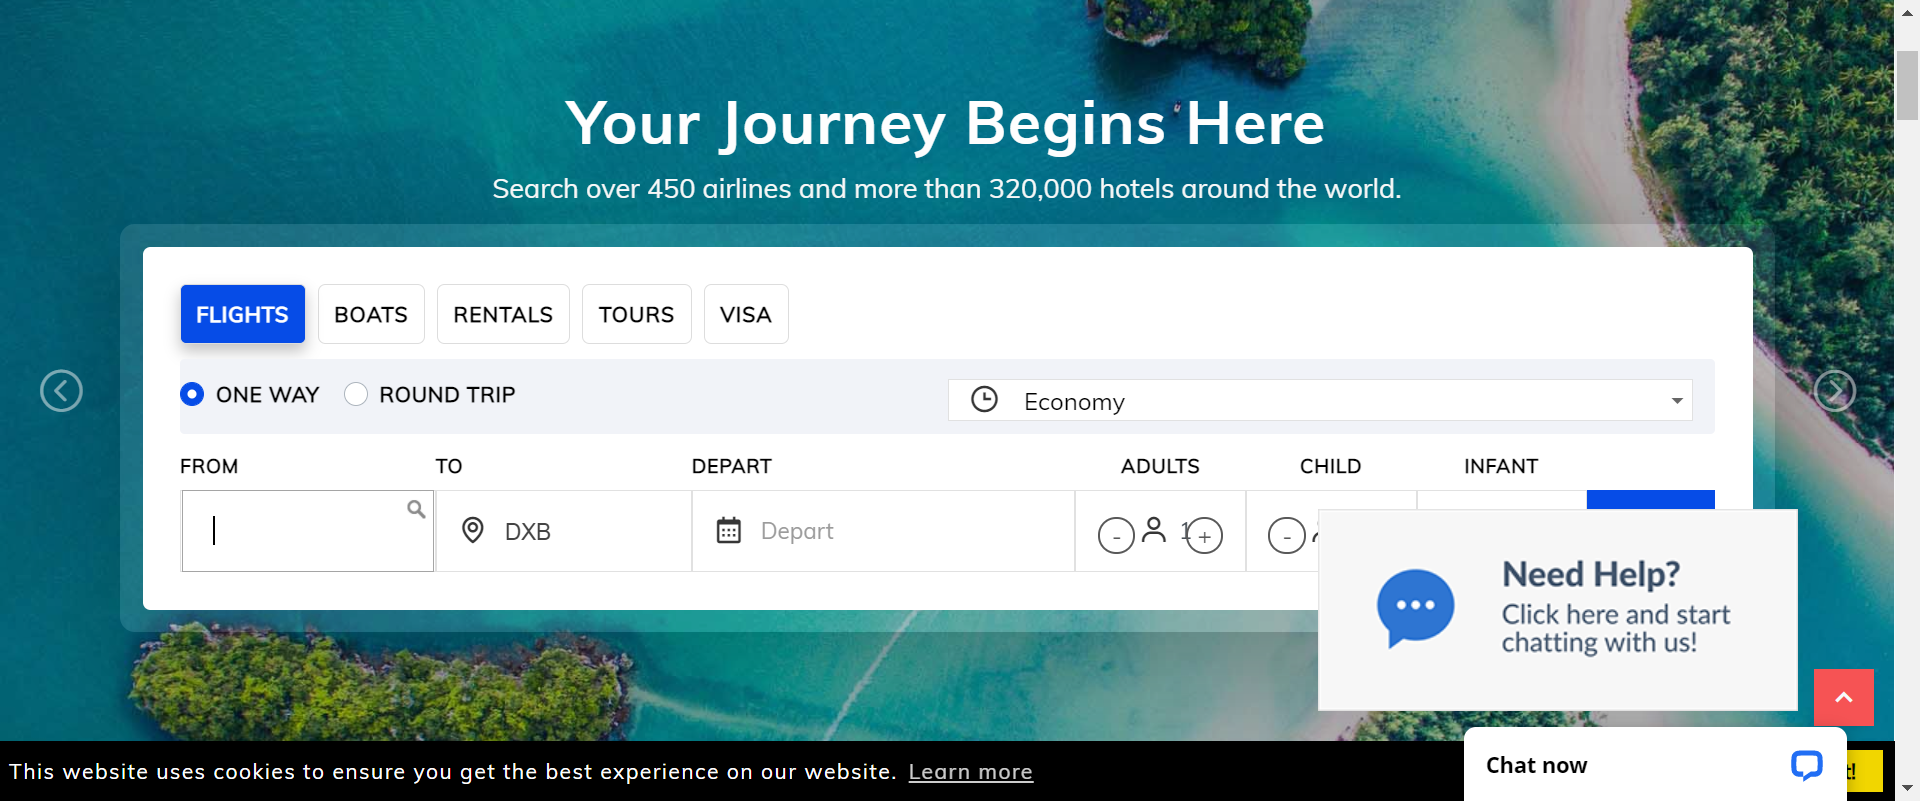 Your Journey Begins Here
Search over 450 airlines and more than 320,000 hotels around the world.
FLIGHTS BOATS RENTALS TOURS VISA
ONE WAY ROUND TRIP Economy
FROM TO DEPART ADULTS CHILD INFANT
DXB Depart - 1 + -
Need Help?
Click here and start
chatting with us!
This website uses cookies to ensure you get the best experience on our website. Learn more
Chat now